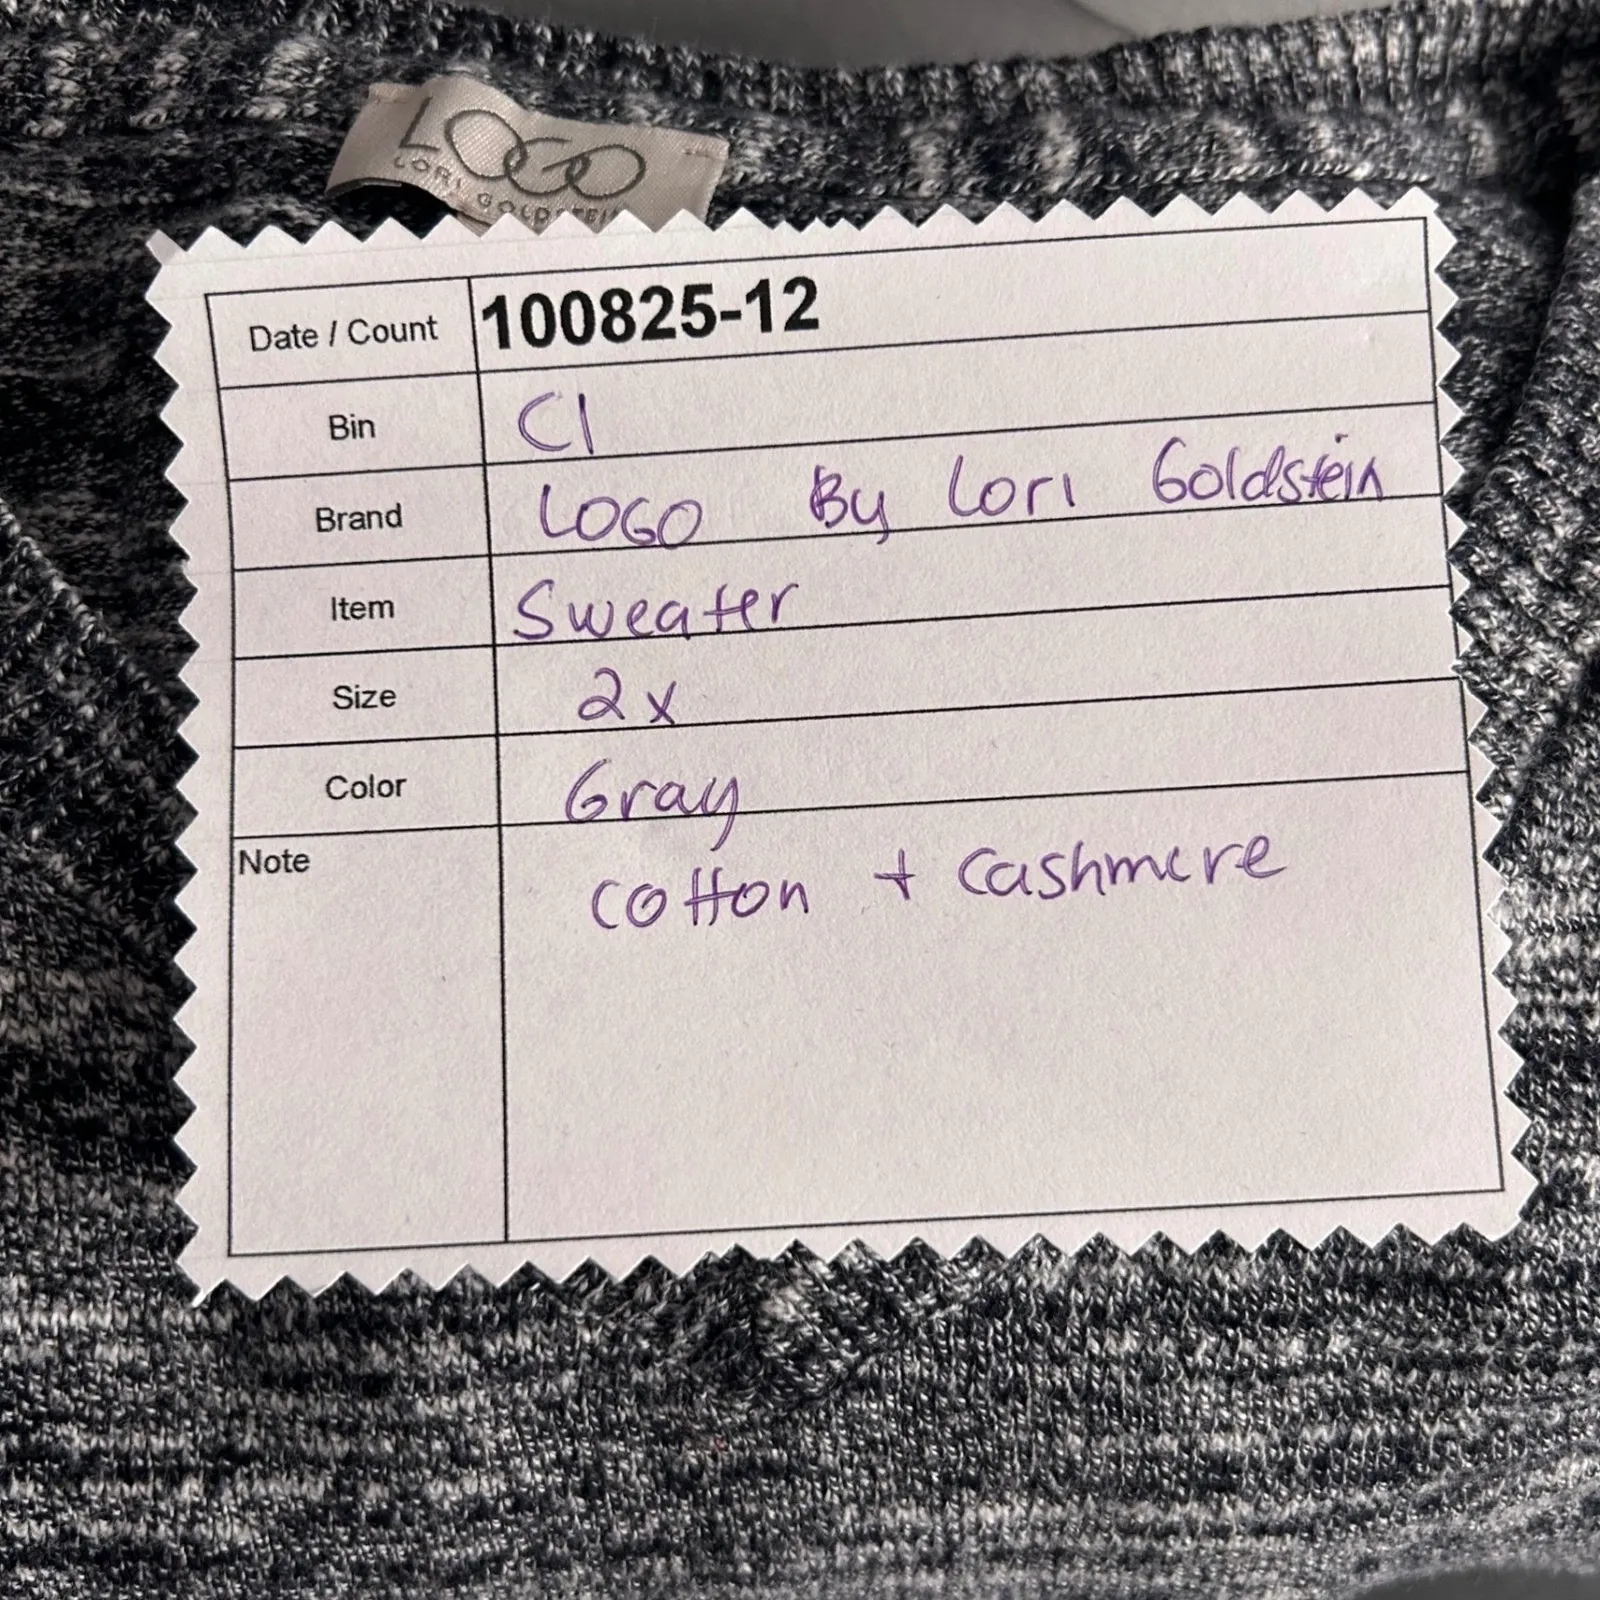 LOGO
LORI GOLDSTEIN
Date / Count 100825-12
Bin C1
Brand LOGO By Lori Goldstein
Item Sweater
Size 2x
Color Gray
Note cotton + cashmere